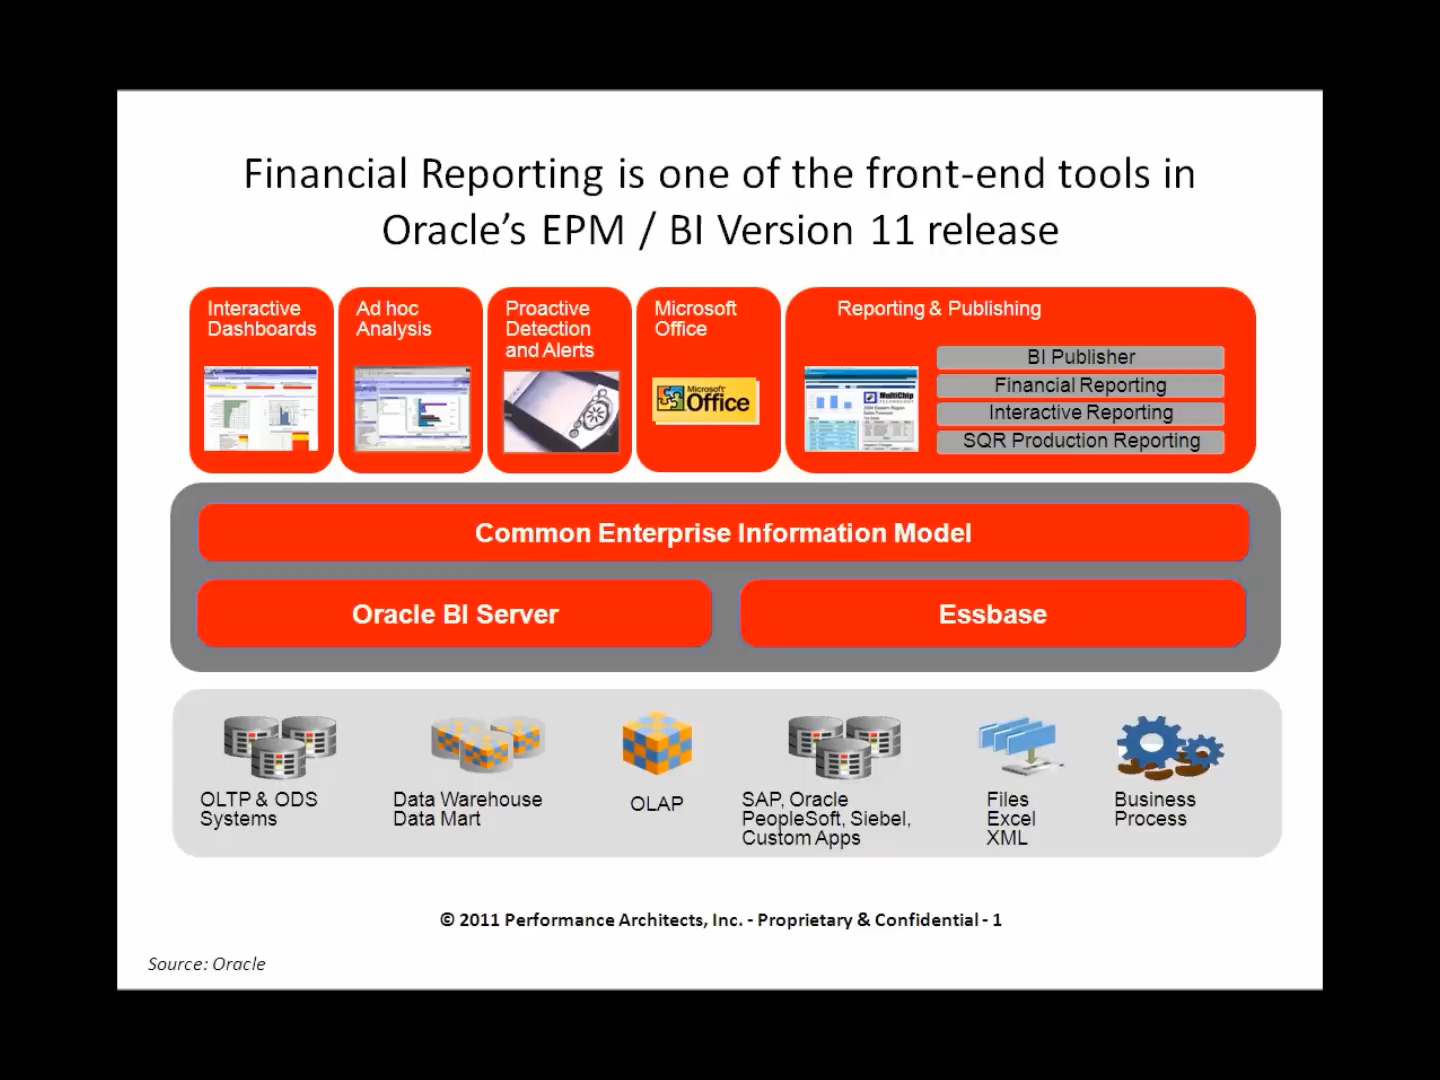 Financial Reporting is one of the front-end tools in
Oracle’s EPM / BI Version 11 release
Interactive
Dashboards
Ad hoc
Analysis
Proactive
Detection
and Alerts
Microsoft
Office
Microsoft
Office
Reporting & Publishing
MultiChip
BI Publisher
Financial Reporting
Interactive Reporting
SQR Production Reporting
Common Enterprise Information Model
Oracle BI Server
Essbase
OLTP & ODS
Systems
Data Warehouse
Data Mart
OLAP
SAP, Oracle
PeopleSoft, Siebel,
Custom Apps
Files
Excel
XML
Business
Process
© 2011 Performance Architects, Inc. - Proprietary & Confidential - 1
Source: Oracle